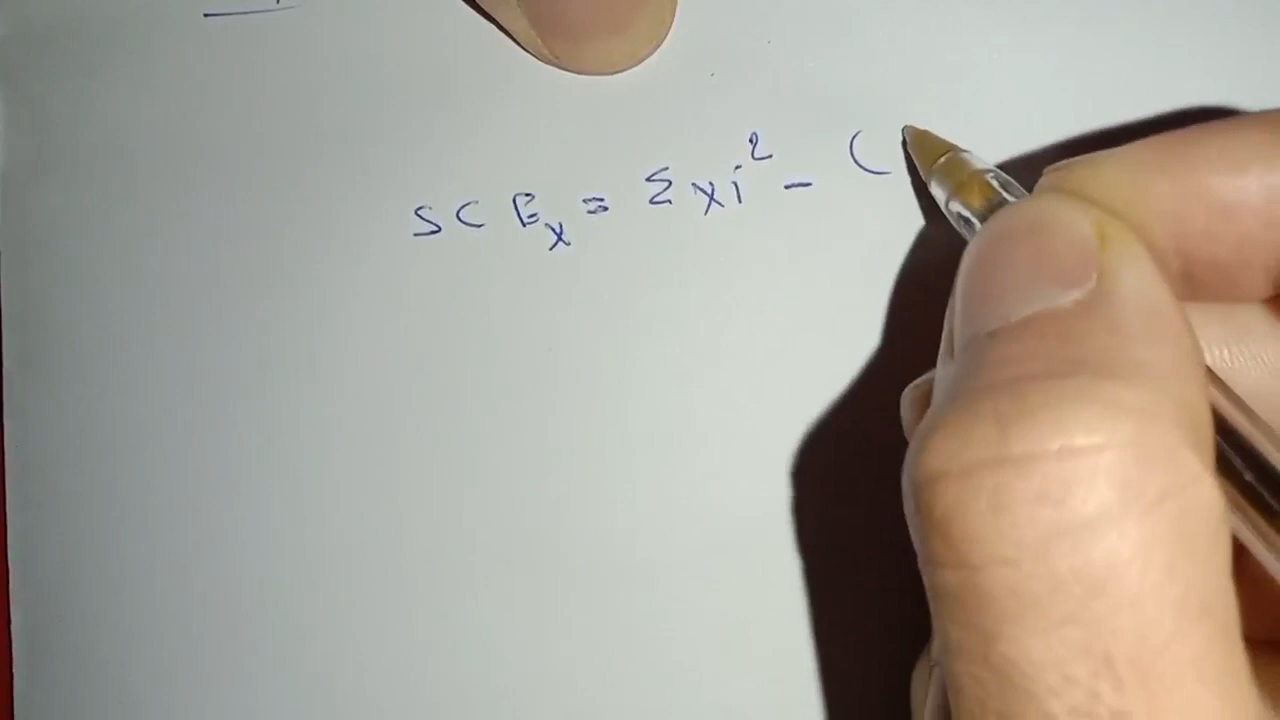 SCEₓ = Σxi² - (